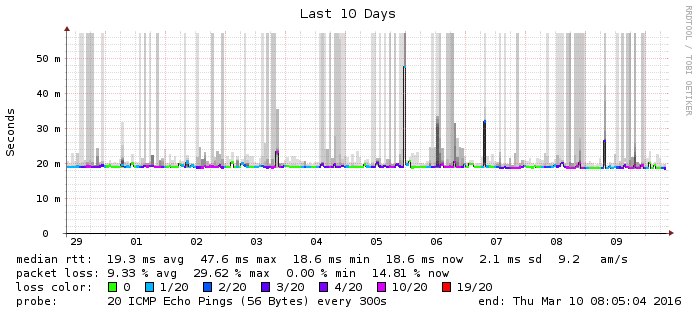 Last 10 Days
RRDTOOL / TOBI OETIKER
Seconds
50 m
40 m
30 m
20 m
10 m
0
29 01 02 03 04 05 06 07 08 09
median rtt: 19.3 ms avg 47.6 ms max 18.6 ms min 18.6 ms now 2.1 ms sd 9.2 am/s
packet loss: 9.33 % avg 29.62 % max 0.00 % min 14.81 % now
loss color: 0 1/20 2/20 3/20 4/20 10/20 19/20
probe: 20 ICMP Echo Pings (56 Bytes) every 300s end: Thu Mar 10 08:05:04 2016